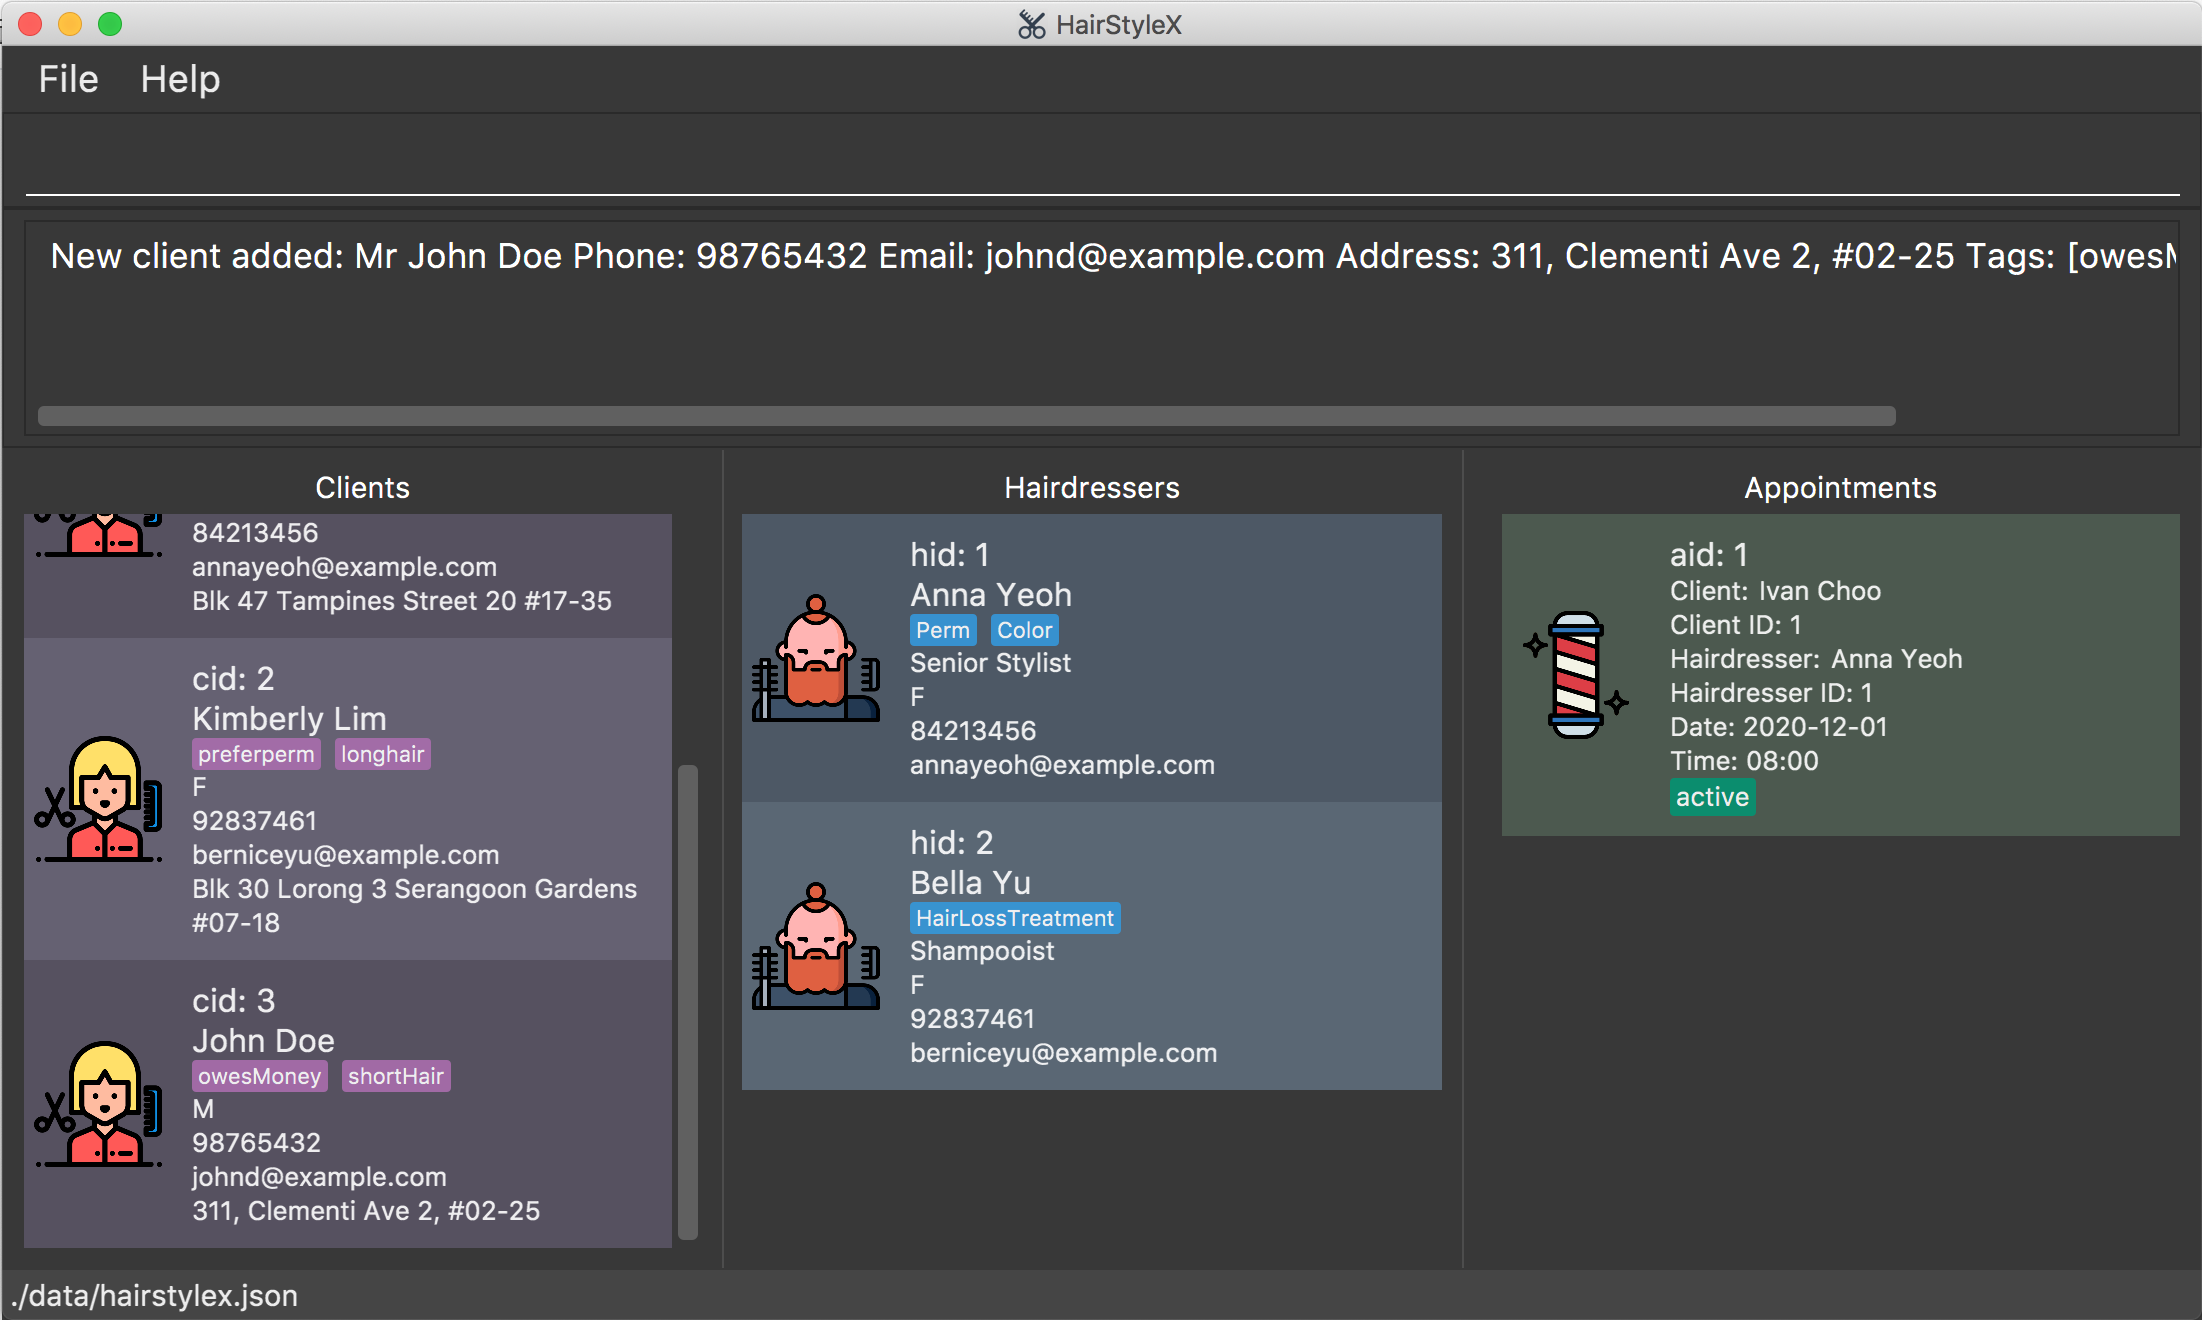 HairStyleX
File Help
New client added: Mr John Doe Phone: 98765432 Email: johnd@example.com Address: 311, Clementi Ave 2, #02-25 Tags: [owesM
Clients
84213456
annayeoh@example.com
Blk 47 Tampines Street 20 #17-35
cid: 2
Kimberly Lim
preferperm longhair
F
92837461
berniceyu@example.com
Blk 30 Lorong 3 Serangoon Gardens
#07-18
cid: 3
John Doe
owesMoney shortHair
M
98765432
johnd@example.com
311, Clementi Ave 2, #02-25
Hairdressers
hid: 1
Anna Yeoh
Perm Color
Senior Stylist
F
84213456
annayeoh@example.com
hid: 2
Bella Yu
HairLossTreatment
Shampooist
F
92837461
berniceyu@example.com
Appointments
aid: 1
Client: Ivan Choo
Client ID: 1
Hairdresser: Anna Yeoh
Hairdresser ID: 1
Date: 2020-12-01
Time: 08:00
active
./data/hairstylex.json